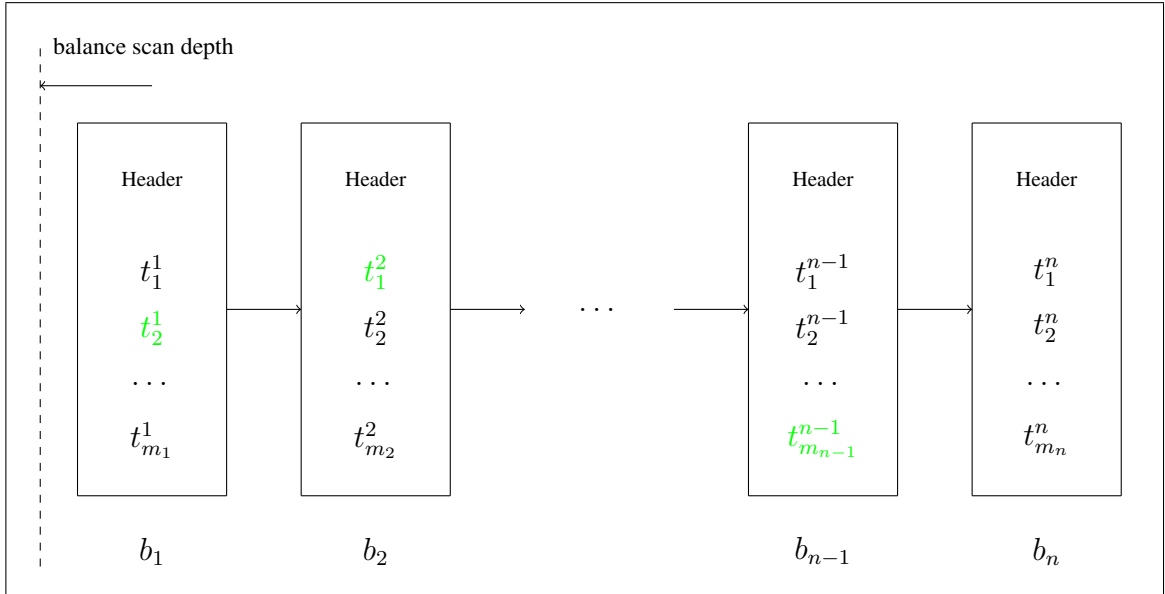 balance scan depth
Header Header Header Header
t_1^1 t_1^2 t_1^{n-1} t_1^n
t_2^1 t_2^2 ... t_2^{n-1} t_2^n
... ... ... ...
t_{m_1}^1 t_{m_2}^2 t_{m_{n-1}}^{n-1} t_{m_n}^n
b_1 b_2 b_{n-1} b_n